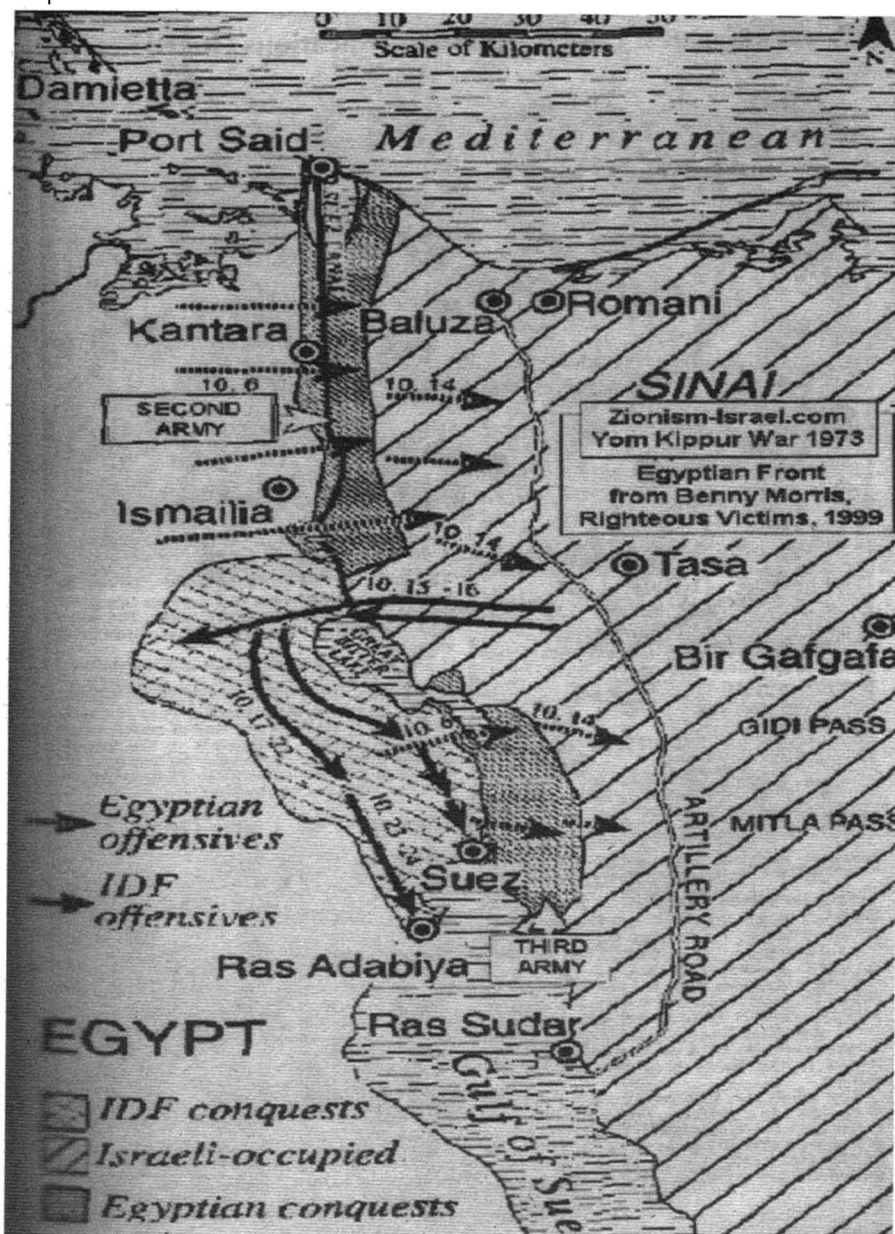 0 10 20 30 40 50
Scale of Kilometers
N
Damietta
Port Said
Mediterranean
SUEZ CANAL
Kantara
Baluza
Romani
10. 6
10. 14
SECOND
ARMY
SINAI
Zionism-Israel.com
Yom Kippur War 1973
Egyptian Front
from Benny Morris,
Righteous Victims, 1999
Ismailia
10. 14
Tasa
10. 15 - 16
GREAT
BITTER
LAKE
Bir Gafgafa
10. 17-22
10. 6
10. 14
GIDI PASS
Egyptian
offensives
10. 23-24
ARTILLERY ROAD
MITLA PASS
IDF
offensives
Suez
Ras Adabiya
THIRD
ARMY
EGYPT
Ras Sudar
Gulf of Sue
IDF conquests
Israeli-occupied
Egyptian conquests